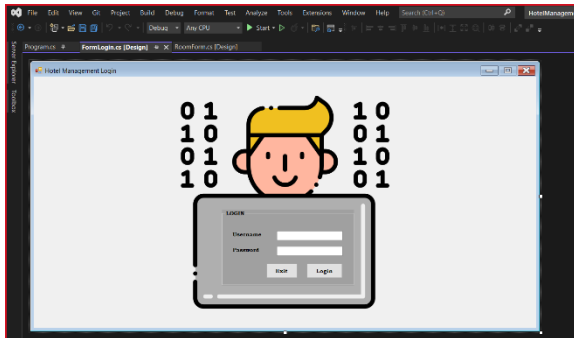 File Edit View Git Project Build Debug Format Test Analyze Tools Extensions Window Help Search (Ctrl+Q) HotelManagemen
Debug Any CPU Start
Program.cs FormLogin.cs [Design] RoomForm.cs [Design]
Server Explorer
Toolbox
Hotel Management Login
0 1 1 0
1 0 0 1
0 1 1 0
1 0 0 1
LOGIN
Username
Password
Exit Login